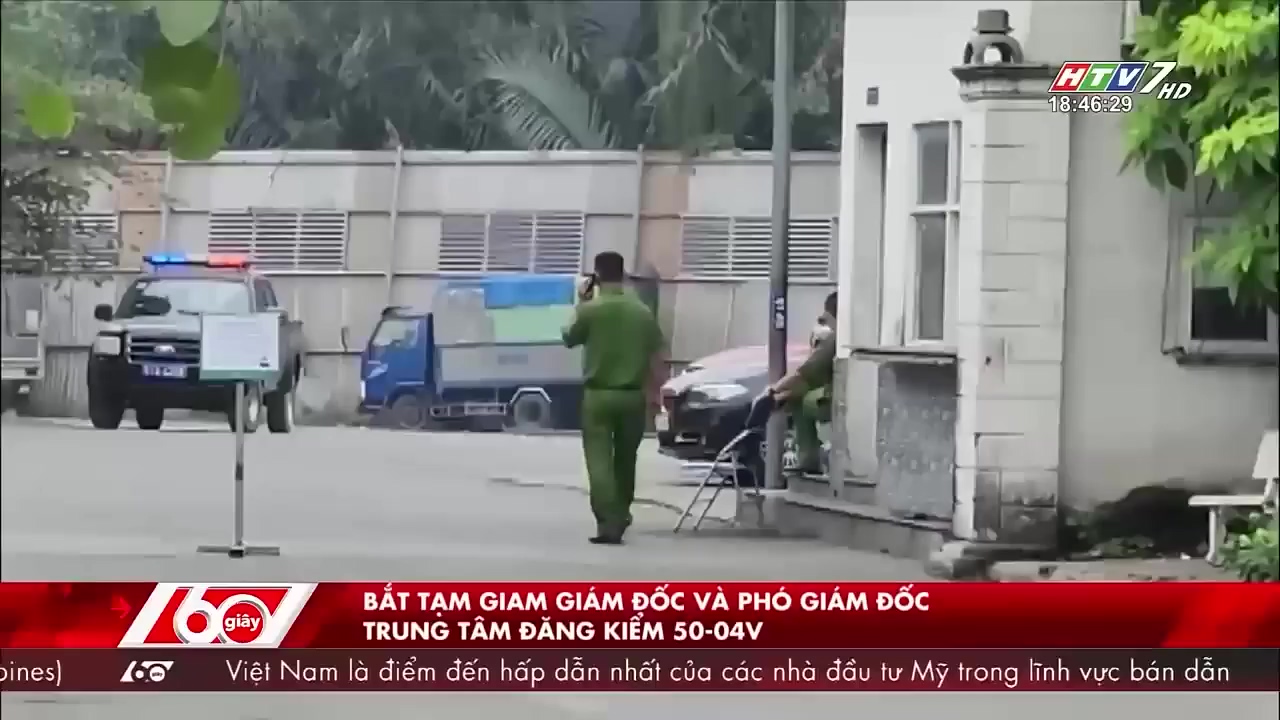 HTV7 HD
18:46:29
60 giây
BẮT TẠM GIAM GIÁM ĐỐC VÀ PHÓ GIÁM ĐỐC
TRUNG TÂM ĐĂNG KIỂM 50-04V
pines) 60 giây Việt Nam là điểm đến hấp dẫn nhất của các nhà đầu tư Mỹ trong lĩnh vực bán dẫn